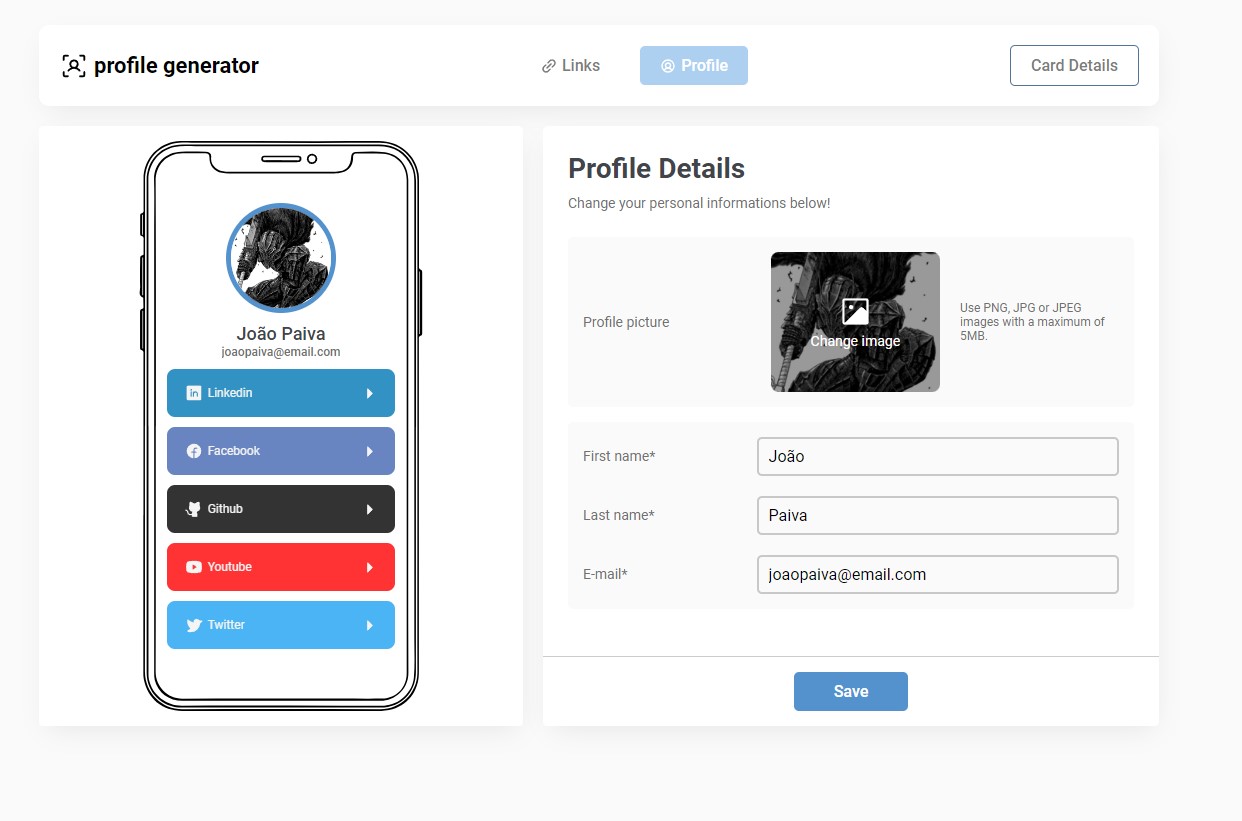 profile generator
Links
Profile
Card Details
João Paiva
joaopaiva@email.com
Linkedin
Facebook
Github
Youtube
Twitter
Profile Details
Change your personal informations below!
Profile picture
Change image
Use PNG, JPG or JPEG
images with a maximum of
5MB.
First name*
João
Last name*
Paiva
E-mail*
joaopaiva@email.com
Save